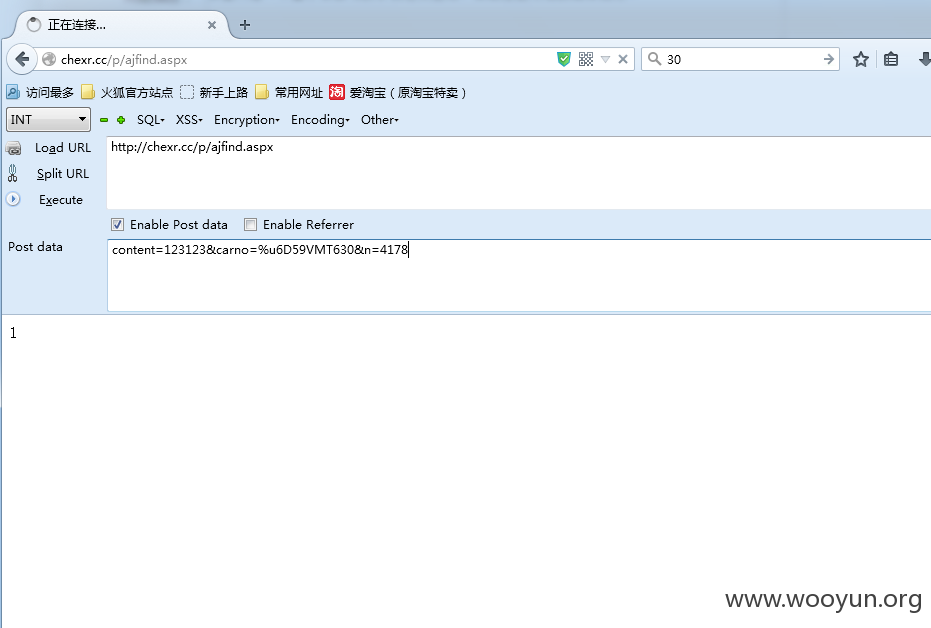 正在连接...
chexr.cc/p/ajfind.aspx
30
访问最多 火狐官方站点 新手上路 常用网址 淘 爱淘宝（原淘宝特卖）
INT SQL XSS Encryption Encoding Other
Load URL http://chexr.cc/p/ajfind.aspx
Split URL
Execute
Enable Post data Enable Referrer
Post data content=123123&carno=%u6D59VMT630&n=4178
1
www.wooyun.org